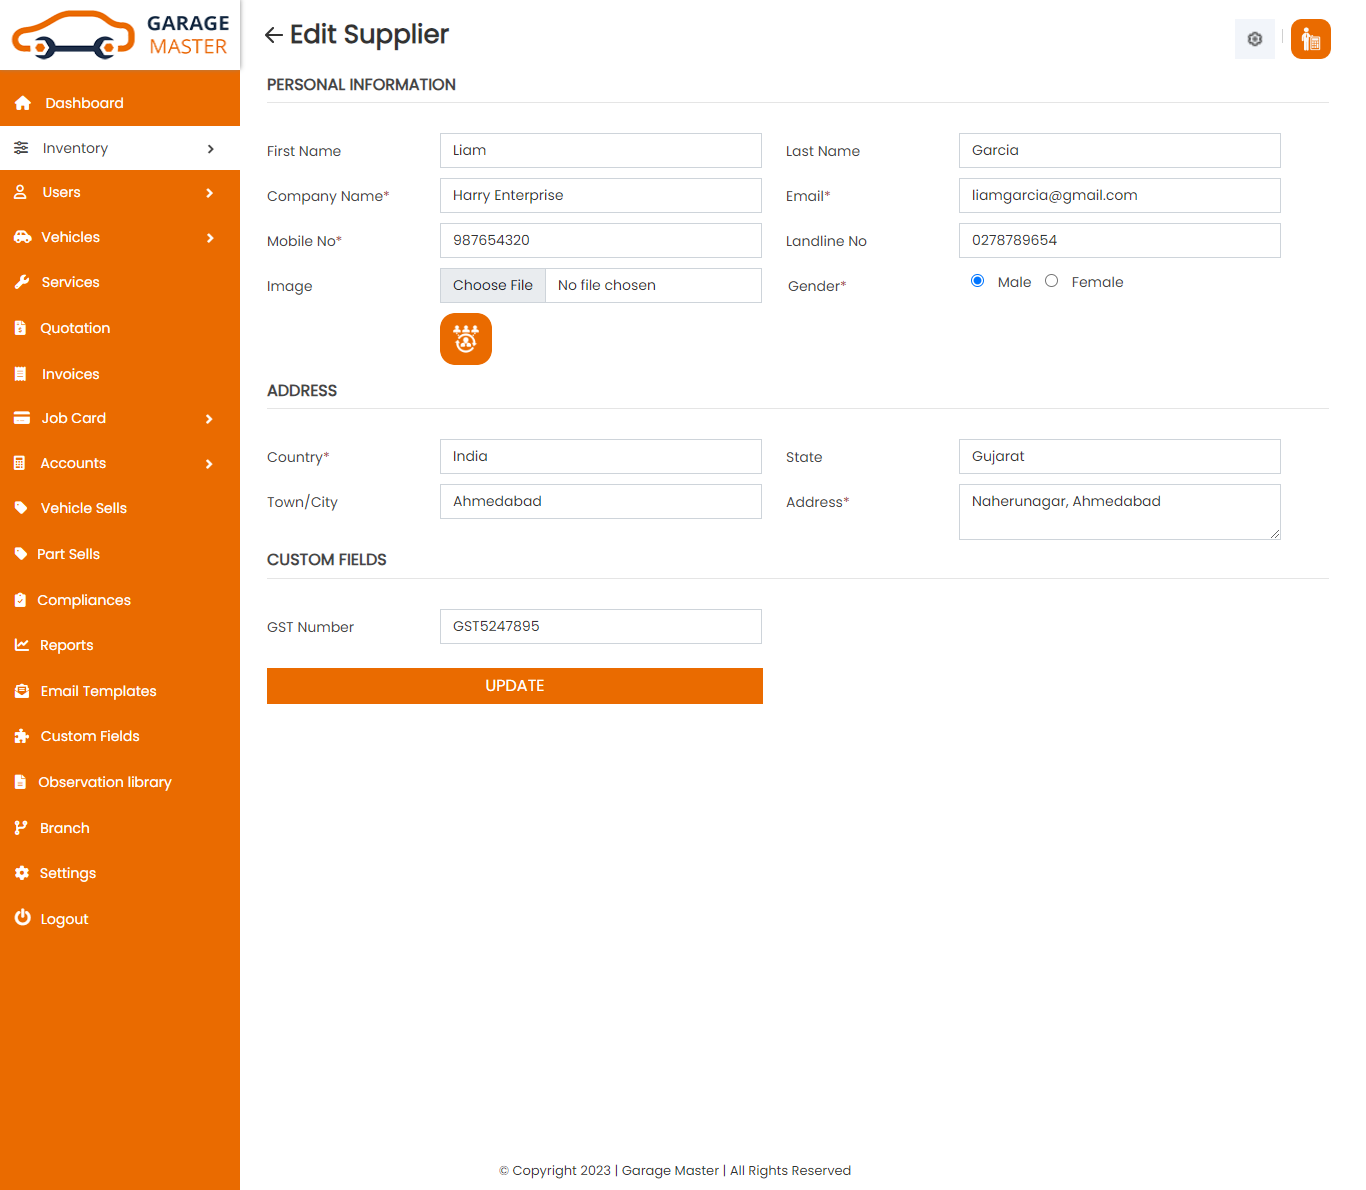 GARAGE
MASTER
Dashboard
Inventory
Users
Vehicles
Services
Quotation
Invoices
Job Card
Accounts
Vehicle Sells
Part Sells
Compliances
Reports
Email Templates
Custom Fields
Observation library
Branch
Settings
Logout
Edit Supplier
PERSONAL INFORMATION
First Name Liam Last Name Garcia
Company Name* Harry Enterprise Email* liamgarcia@gmail.com
Mobile No* 987654320 Landline No 0278789654
Image Choose File No file chosen Gender* Male Female
ADDRESS
Country* India State Gujarat
Town/City Ahmedabad Address* Naherunagar, Ahmedabad
CUSTOM FIELDS
GST Number GST5247895
UPDATE
© Copyright 2023 | Garage Master | All Rights Reserved